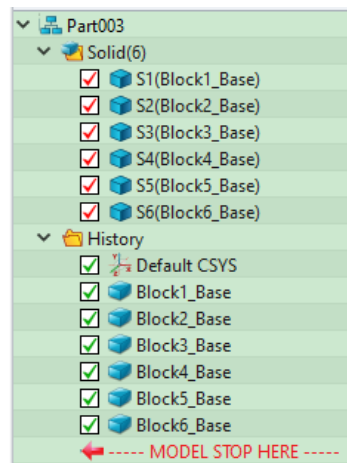 Part003
Solid(6)
S1(Block1_Base)
S2(Block2_Base)
S3(Block3_Base)
S4(Block4_Base)
S5(Block5_Base)
S6(Block6_Base)
History
Default CSYS
Block1_Base
Block2_Base
Block3_Base
Block4_Base
Block5_Base
Block6_Base
----- MODEL STOP HERE -----